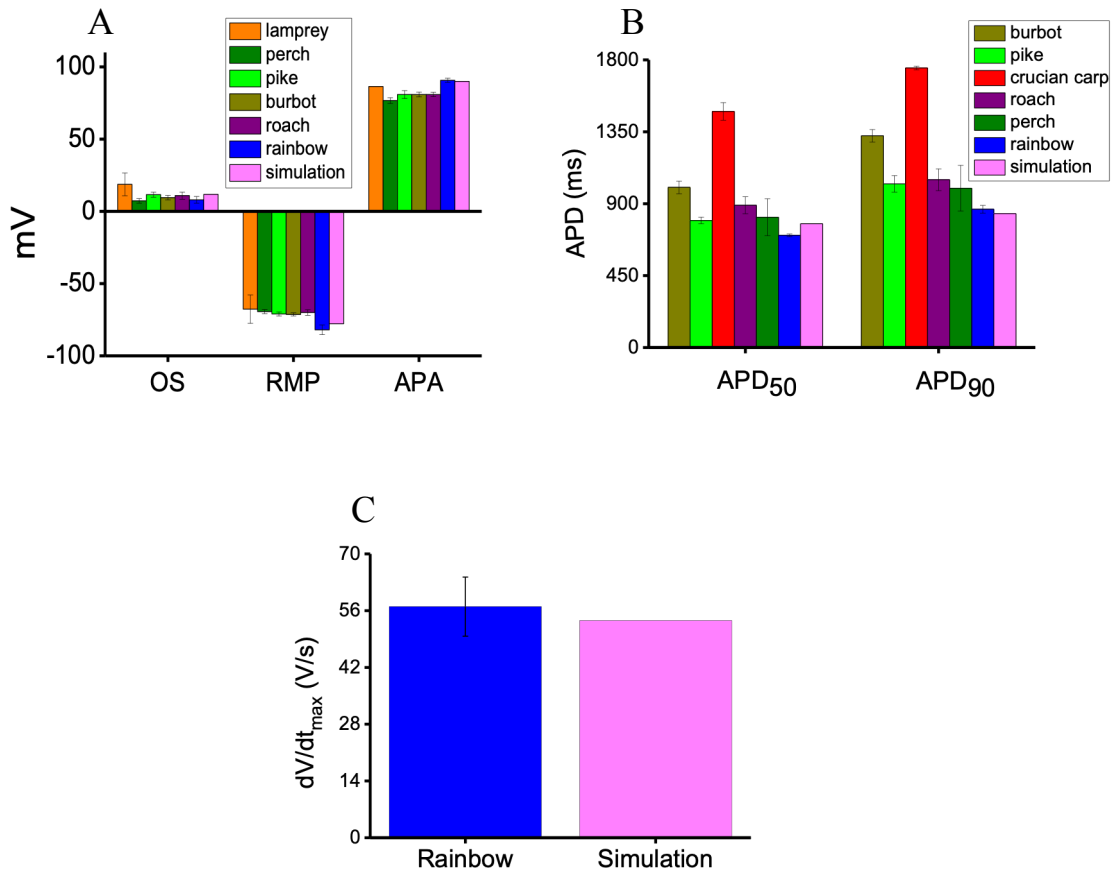 A
lamprey
perch
pike
burbot
roach
rainbow
simulation
100
50
0
-50
-100
mV
OS RMP APA
B
burbot
pike
crucian carp
roach
perch
rainbow
simulation
1800
1350
900
450
0
APD (ms)
APD50 APD90
C
70
56
42
28
14
0
dV/dtmax (V/s)
Rainbow Simulation